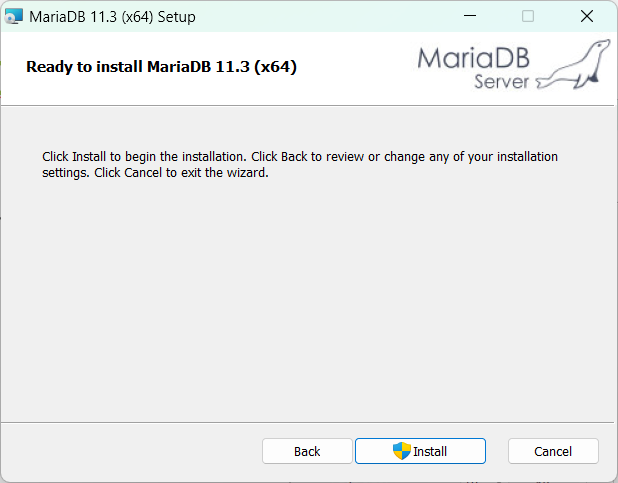 MariaDB 11.3 (x64) Setup
Ready to install MariaDB 11.3 (x64)
MariaDB
Server
Click Install to begin the installation. Click Back to review or change any of your installation
settings. Click Cancel to exit the wizard.
Back
Install
Cancel